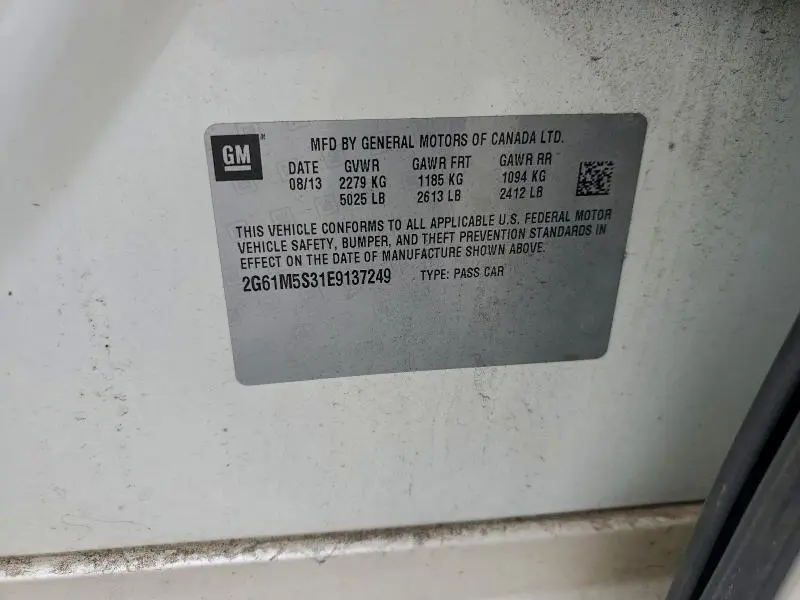 GM
MFD BY GENERAL MOTORS OF CANADA LTD.
DATE GVWR GAWR FRT GAWR RR
08/13 2279 KG 1185 KG 1094 KG
5025 LB 2613 LB 2412 LB
THIS VEHICLE CONFORMS TO ALL APPLICABLE U.S. FEDERAL MOTOR
VEHICLE SAFETY, BUMPER, AND THEFT PREVENTION STANDARDS IN
EFFECT ON THE DATE OF MANUFACTURE SHOWN ABOVE.
2G61M5S31E9137249 TYPE: PASS CAR